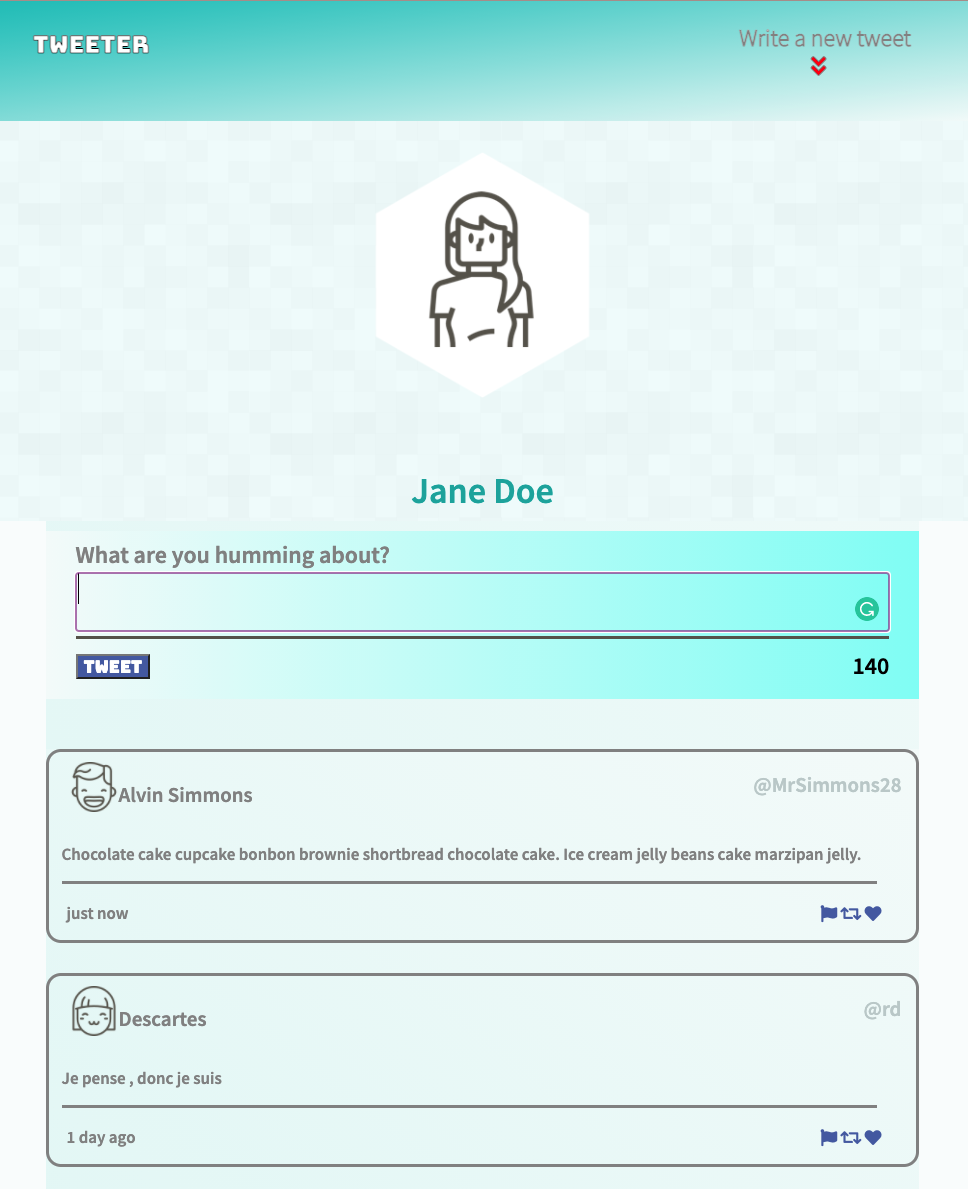 TWEETER
Write a new tweet
Jane Doe
What are you humming about?
TWEET
140
Alvin Simmons
@MrSimmons28
Chocolate cake cupcake bonbon brownie shortbread chocolate cake. Ice cream jelly beans cake marzipan jelly.
just now
Descartes
@rd
Je pense , donc je suis
1 day ago